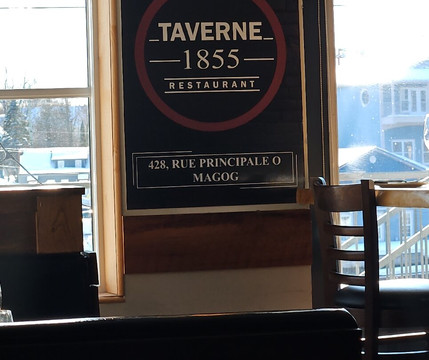 TAVERNE
1855
RESTAURANT
428, RUE PRINCIPALE O
MAGOG